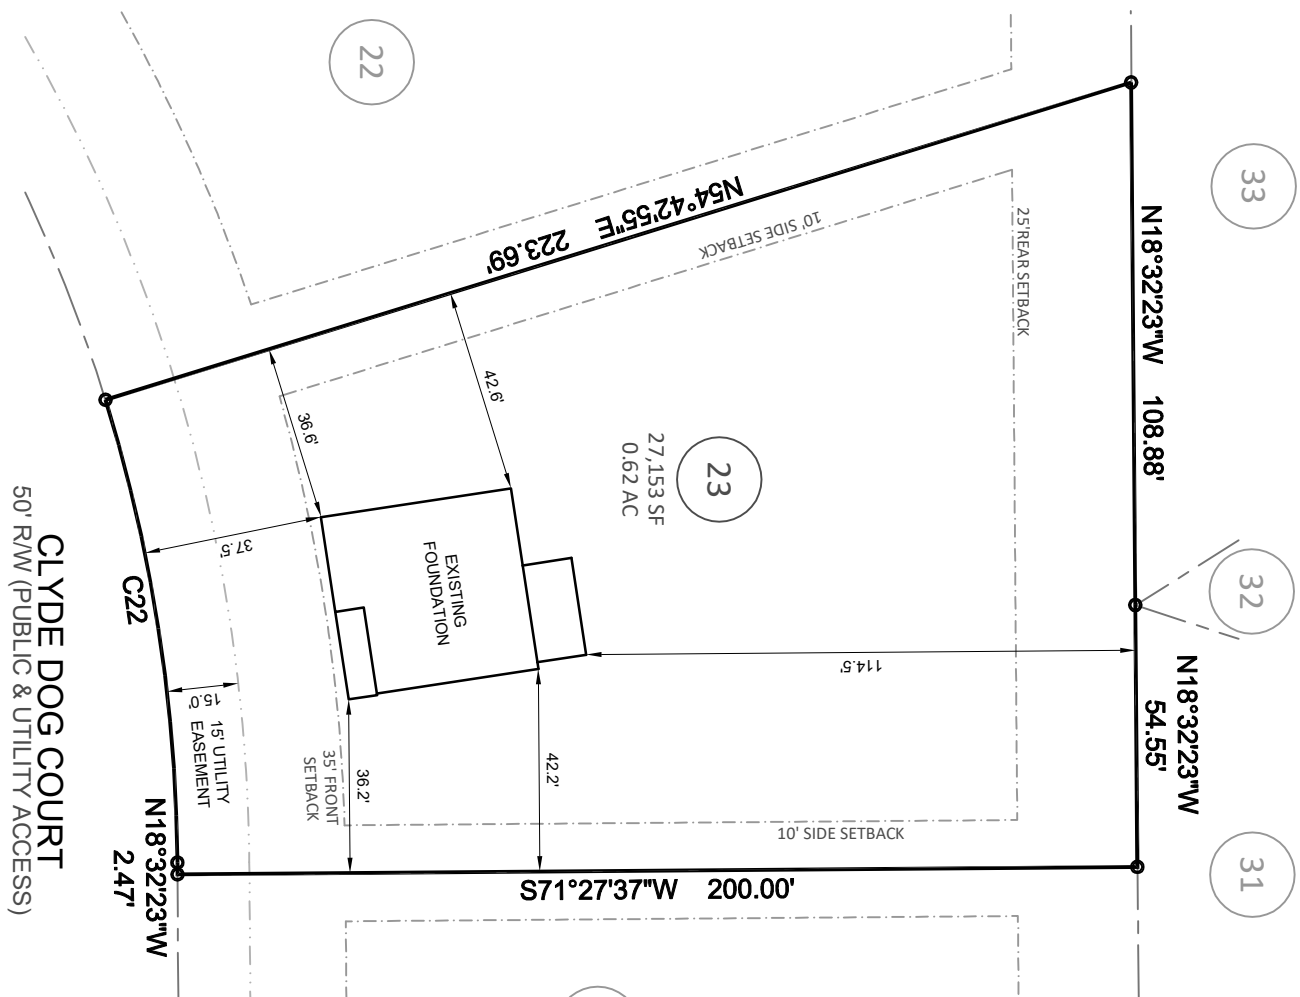 22
33
N54°42'55"E 223.69'
10' SIDE SETBACK
25'REAR SETBACK
N18°32'23"W 108.88'
42.6'
36.6'
23
27,153 SF
0.62 AC
EXISTING
FOUNDATION
37.5'
C22
32
114.5'
N18°32'23"W
54.55'
15.0'
15' UTILITY
EASEMENT
35' FRONT
SETBACK
36.2'
42.2'
10' SIDE SETBACK
S71°27'37"W 200.00'
31
N18°32'23"W
2.47'
CLYDE DOG COURT
50' R/W (PUBLIC & UTILITY ACCESS)